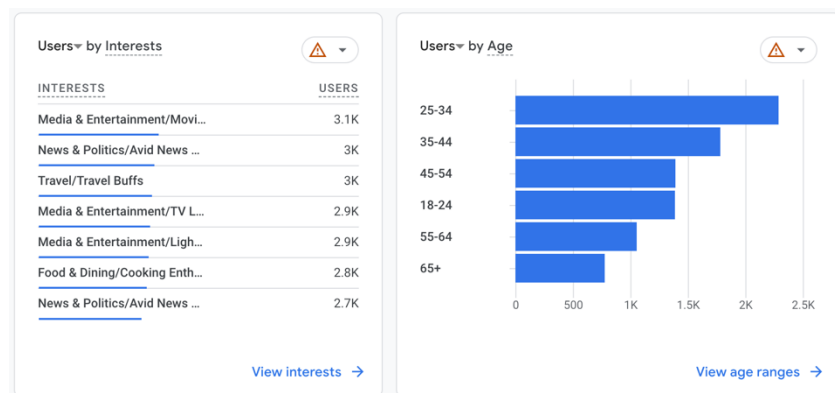 Users by Interests
INTERESTS USERS
Media & Entertainment/Movi... 3.1K
News & Politics/Avid News ... 3K
Travel/Travel Buffs 3K
Media & Entertainment/TV L... 2.9K
Media & Entertainment/Ligh... 2.9K
Food & Dining/Cooking Enth... 2.8K
News & Politics/Avid News ... 2.7K
View interests
Users by Age
25-34
35-44
45-54
18-24
55-64
65+
0 500 1K 1.5K 2K 2.5K
View age ranges